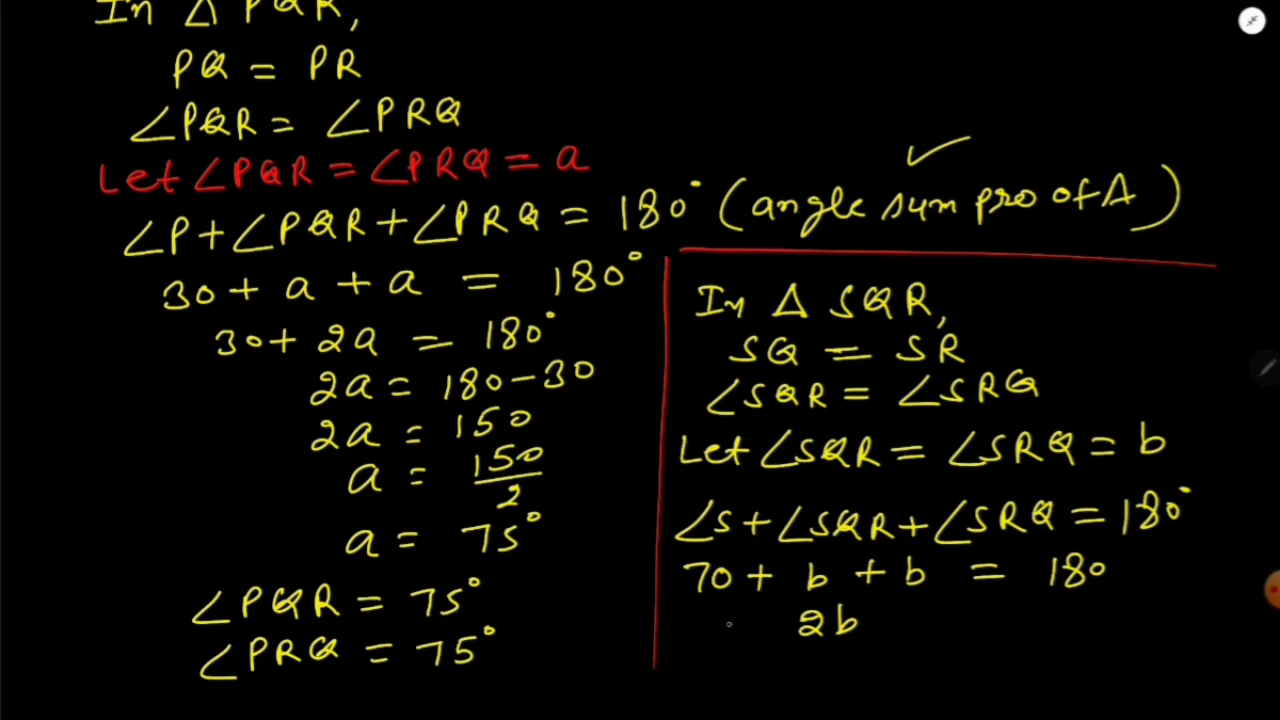 In Δ PQR,
PQ = PR
∠PQR = ∠PRQ
Let ∠PQR = ∠PRQ = a
∠P + ∠PQR + ∠PRQ = 180° (angle sum pro of Δ)
30 + a + a = 180°
30 + 2a = 180°
2a = 180 - 30
2a = 150
a = 150/2
a = 75°
∠PQR = 75°
∠PRQ = 75°
In Δ SQR,
SQ = SR
∠SQR = ∠SRQ
Let ∠SQR = ∠SRQ = b
∠S + ∠SQR + ∠SRQ = 180°
70 + b + b = 180
2b